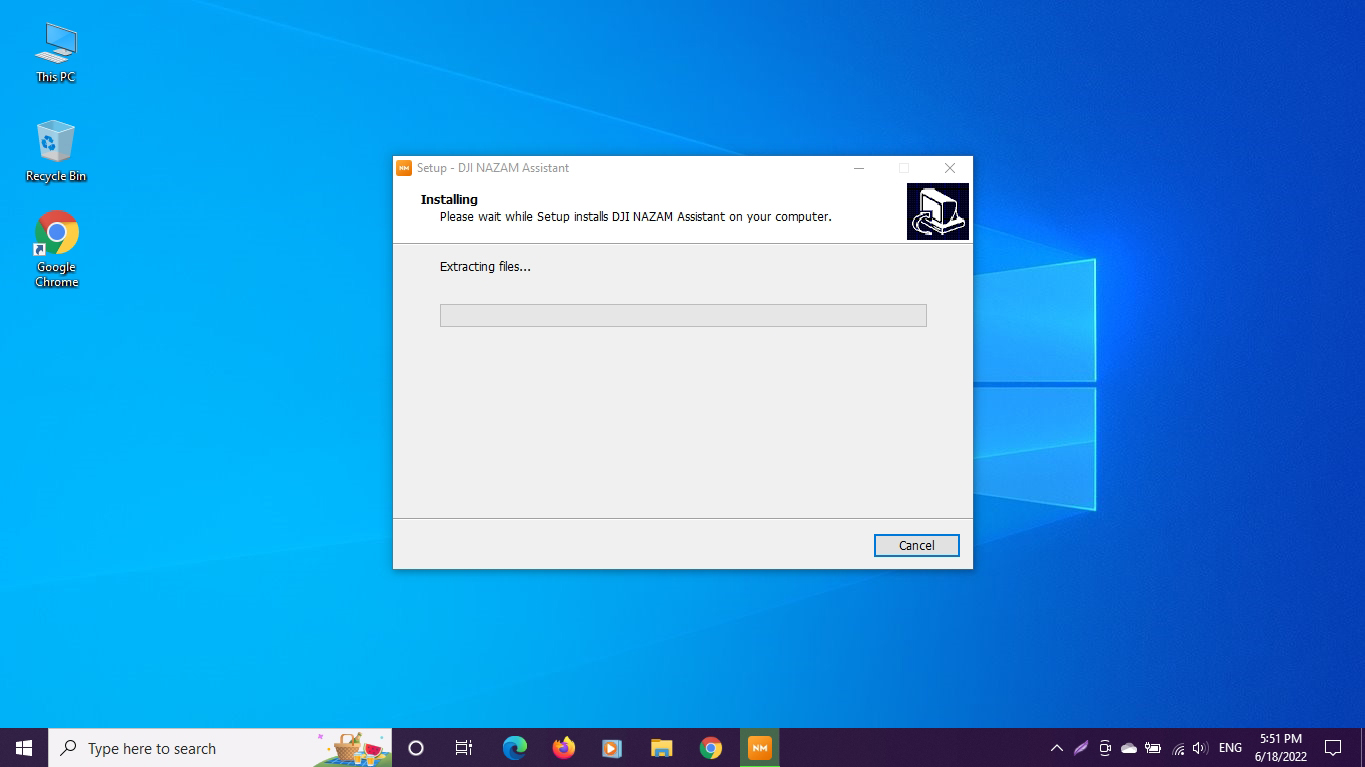 This PC
Recycle Bin
Google
Chrome
NM Setup - DJI NAZAM Assistant
Installing
Please wait while Setup installs DJI NAZAM Assistant on your computer.
Extracting files...
Cancel
Type here to search
NM
ENG
5:51 PM
6/18/2022